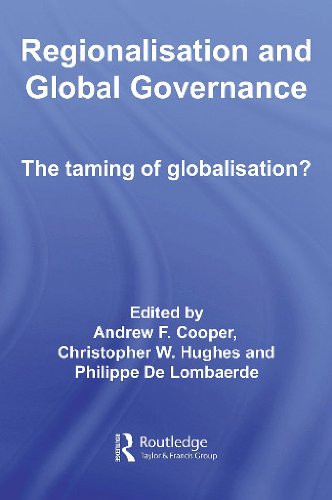 Regionalisation and
Global Governance
The taming of globalisation?
Edited by
Andrew F. Cooper,
Christopher W. Hughes and
Philippe De Lombaerde
ROUTLEDGE
Routledge
Taylor & Francis Group